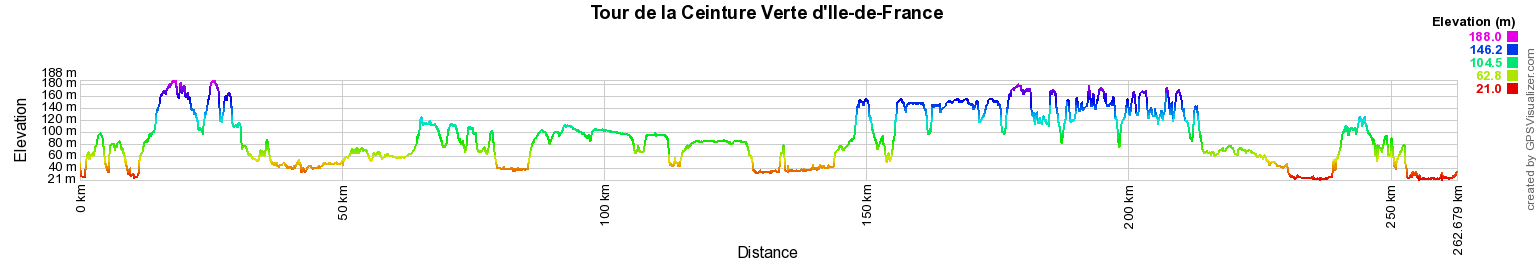 Tour de la Ceinture Verte d'Ile-de-France
Elevation (m)
188.0
146.2
104.5
62.8
21.0
Elevation
188 m
180 m
160 m
140 m
120 m
100 m
80 m
60 m
40 m
21 m
0 km
50 km
100 km
150 km
200 km
250 km
262.679 km
Distance
created by GPSVisualizer.com